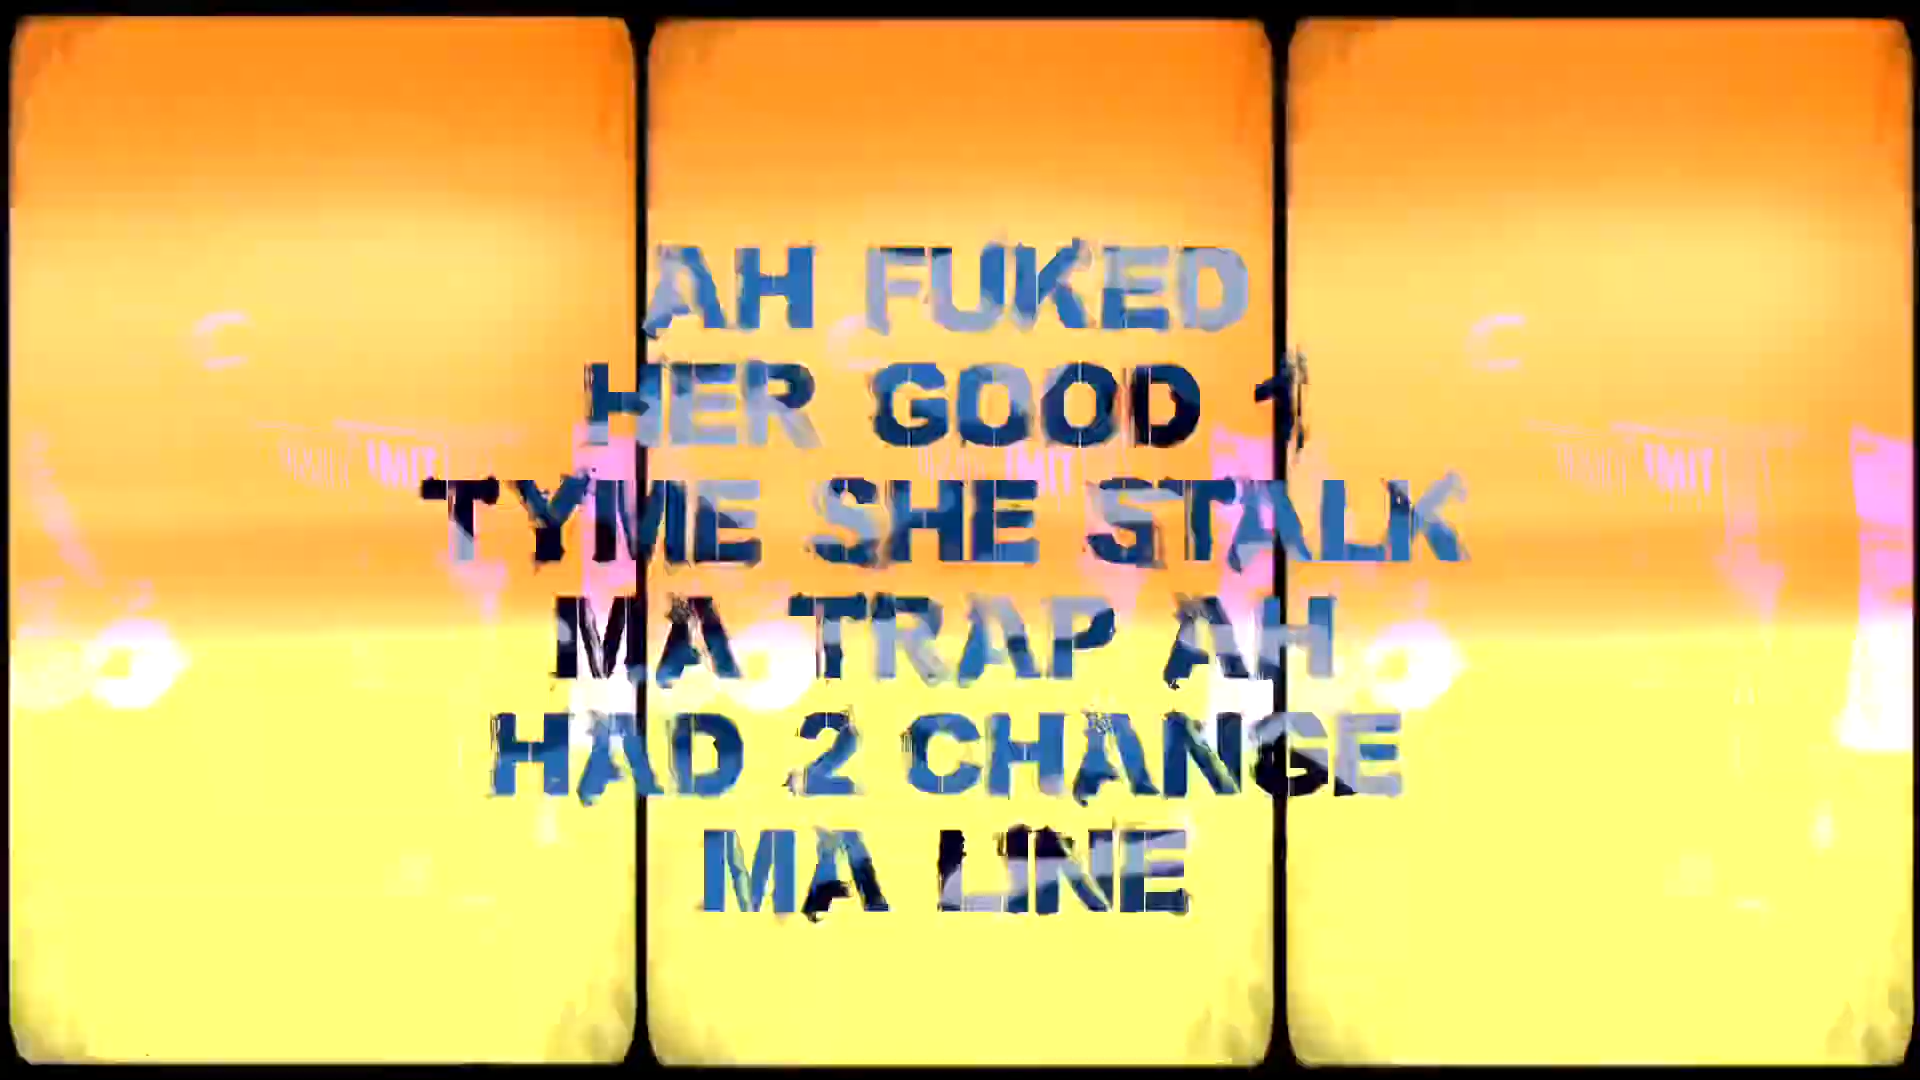 AH FUKED
HER GOOD 1
TYME SHE STALK
MA TRAP AH
HAD 2 CHANGE
MA LINE